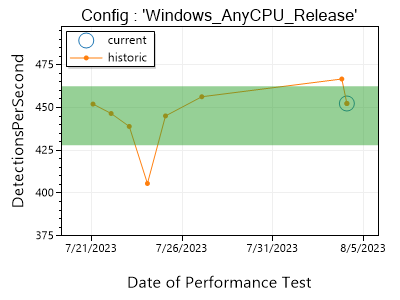 Config : 'Windows_AnyCPU_Release'
current
historic
DetectionsPerSecond
475
450
425
400
375
7/21/2023
7/26/2023
7/31/2023
8/5/2023
Date of Performance Test